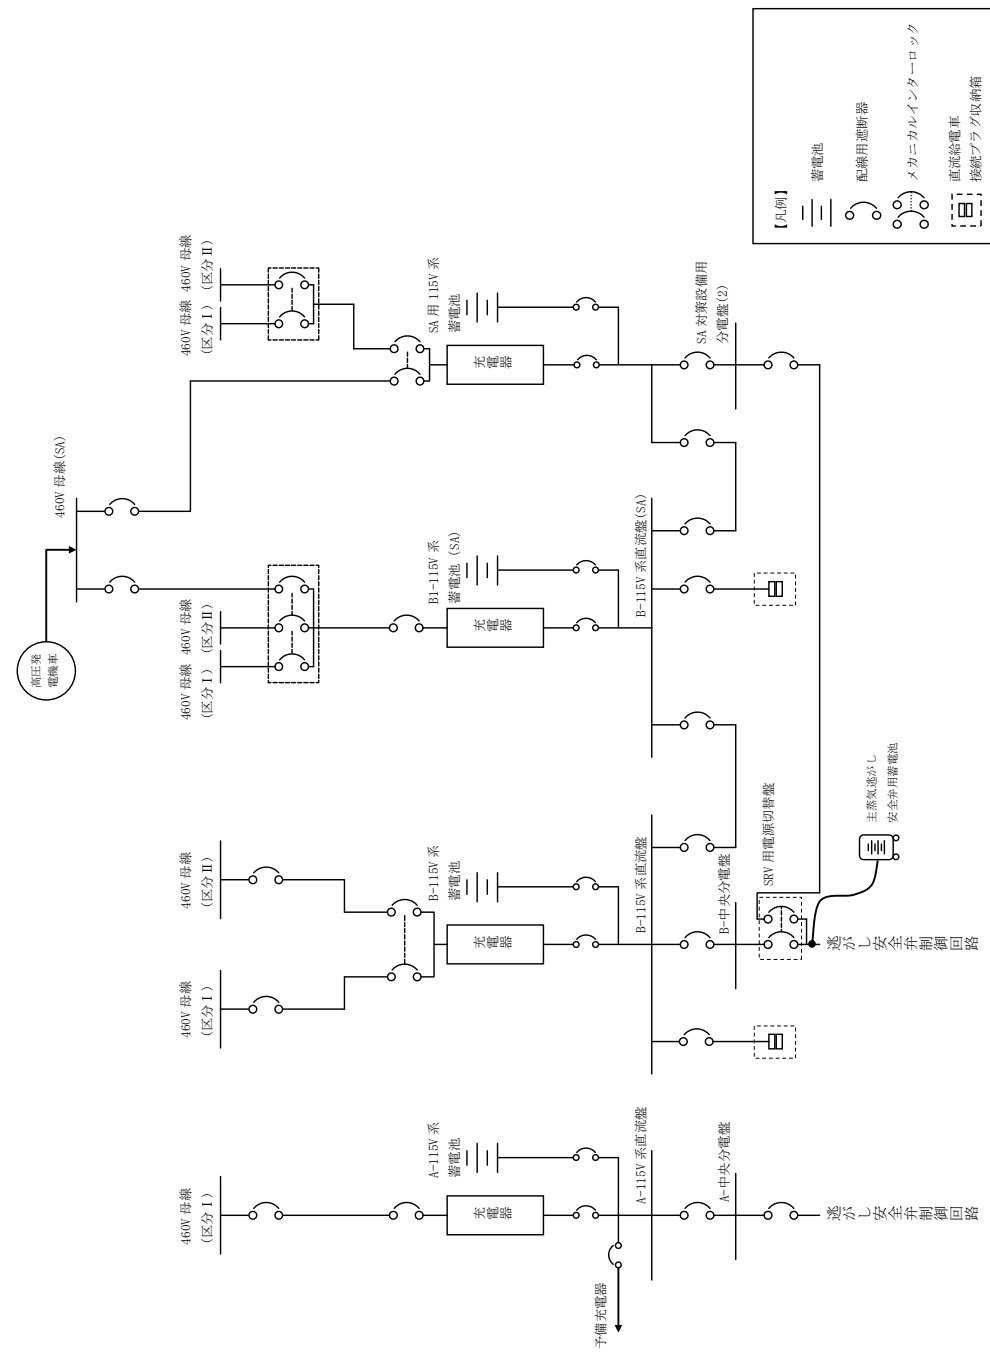 高圧発
電機車
460V 母線(SA)
460V 母線
(区分Ⅰ)
460V 母線
(区分Ⅰ)
460V 母線
(区分Ⅱ)
460V 母線
(区分Ⅰ)
460V 母線
(区分Ⅱ)
460V 母線
(区分Ⅰ)
460V 母線
(区分Ⅱ)
A-115V 系
蓄電池
充電器
B-115V 系
蓄電池
充電器
B1-115V 系
蓄電池 (SA)
充電器
SA 用 115V 系
蓄電池
充電器
予備充電器
A-115V 系直流盤
B-115V 系直流盤
B-115V 系直流盤(SA)
SA 対策設備用
分電盤(2)
A-中央分電盤
B-中央分電盤
SRV 用電源切替盤
逃がし安全弁制御回路
逃がし安全弁制御回路
主蒸気逃がし
安全弁用蓄電池
【凡例】
蓄電池
配線用遮断器
メカニカルインターロック
直流給電車
接続プラグ収納箱